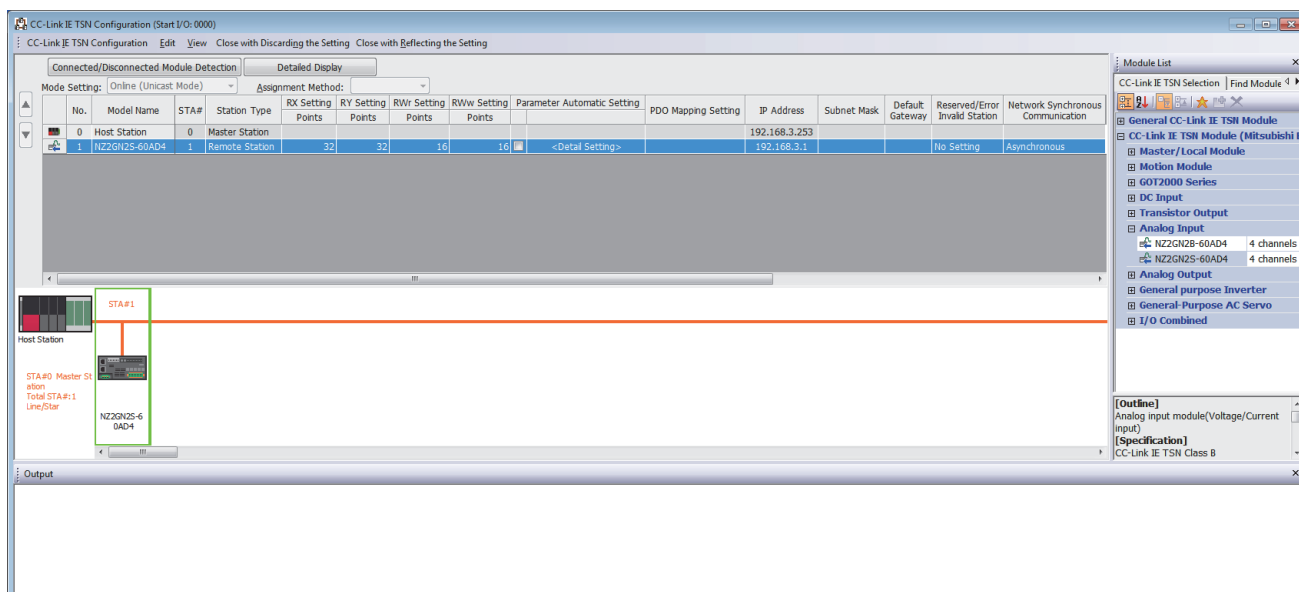 CC-Link IE TSN Configuration (Start I/O: 0000)
CC-Link IE TSN Configuration Edit View Close with Discarding the Setting Close with Reflecting the Setting
Connected/Disconnected Module Detection Detailed Display
Mode Setting: Online (Unicast Mode) Assignment Method:
No. Model Name STA# Station Type RX Setting Points RY Setting Points RWr Setting Points RWw Setting Points Parameter Automatic Setting PDO Mapping Setting IP Address Subnet Mask Default Gateway Reserved/Error Invalid Station Network Synchronous Communication
0 Host Station 0 Master Station 192.168.3.253
1 NZ2GN2S-60AD4 1 Remote Station 32 32 16 16 <Detail Setting> 192.168.3.1 No Setting Asynchronous
STA#1
Host Station
STA#0 Master St
ation
Total STA#:1
Line/Star
NZ2GN2S-6
0AD4
Module List
CC-Link IE TSN Selection Find Module
General CC-Link IE TSN Module
CC-Link IE TSN Module (Mitsubishi
Master/Local Module
Motion Module
GOT2000 Series
DC Input
Transistor Output
Analog Input
NZ2GN2B-60AD4 4 channels
NZ2GN2S-60AD4 4 channels
Analog Output
General purpose Inverter
General-Purpose AC Servo
I/O Combined
[Outline]
Analog input module(Voltage/Current
input)
[Specification]
CC-Link IE TSN Class B
Output